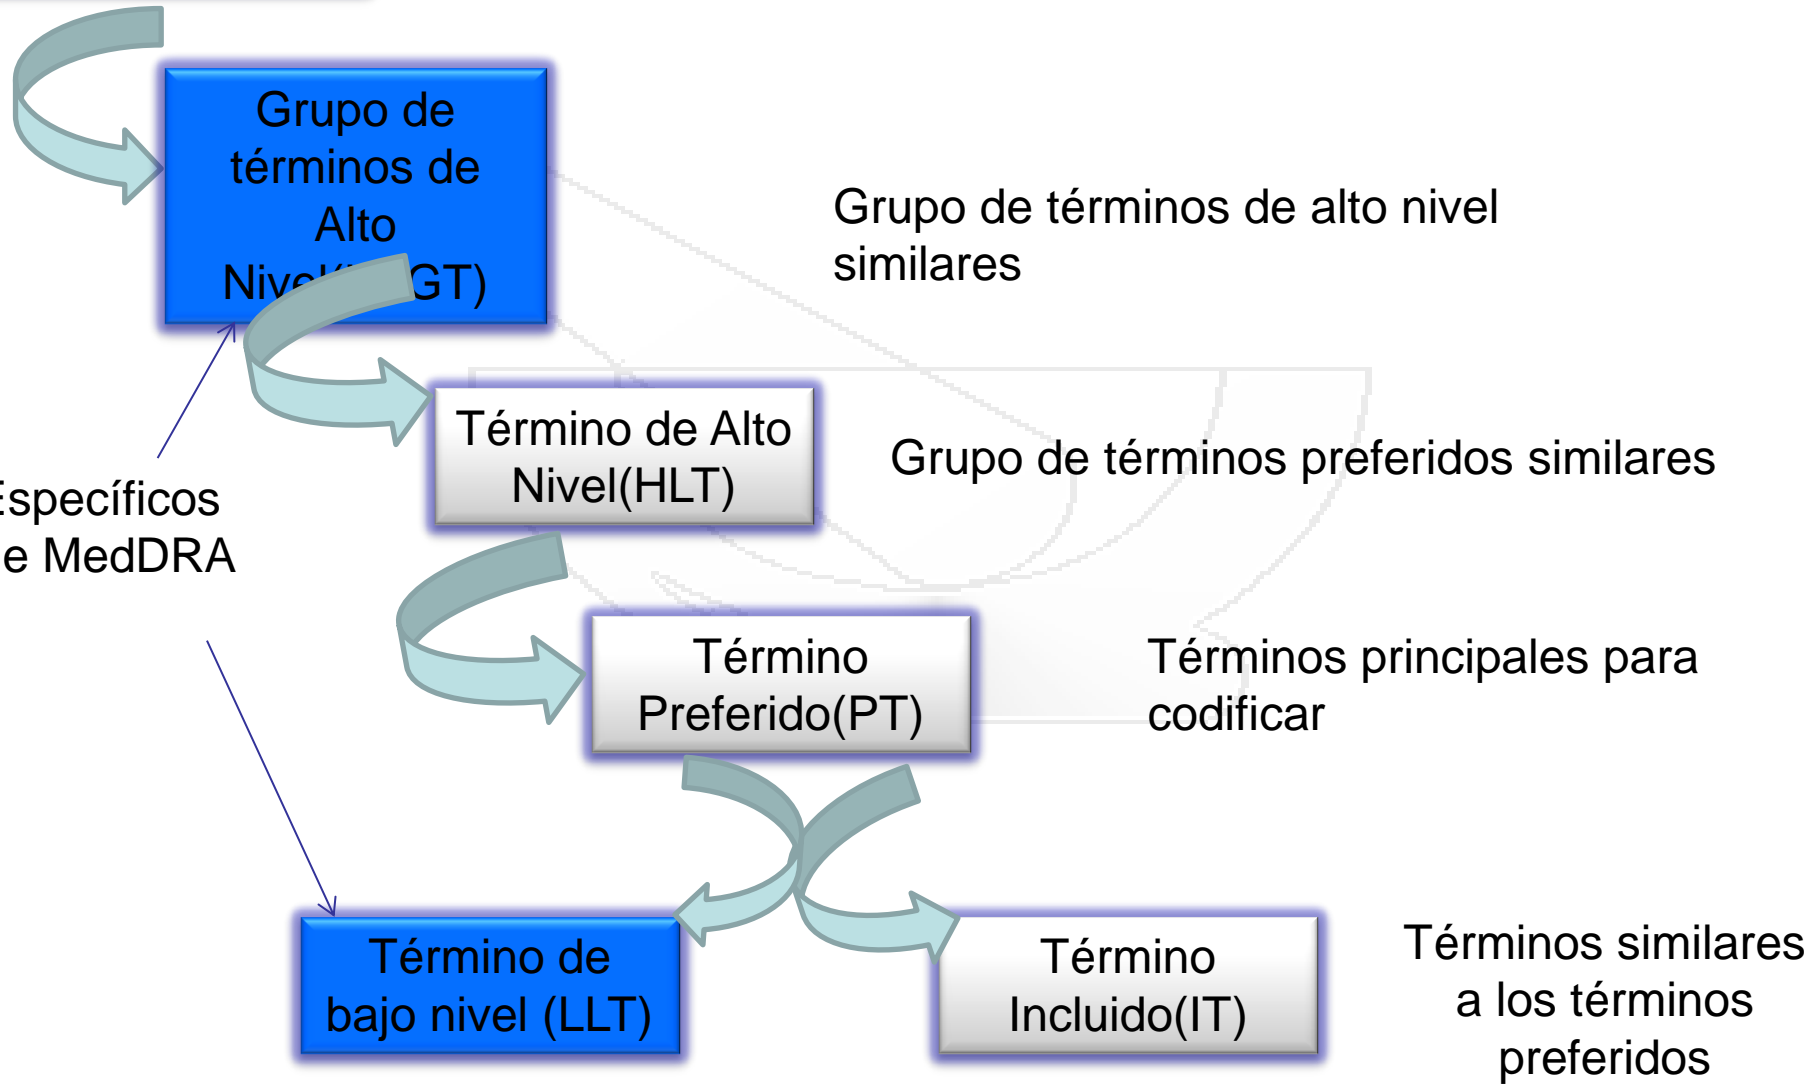 Grupo de
términos de
Alto
GT)
Grupo de términos de alto nivel
similares
Término de Alto
Nivel(HLT)
Grupo de términos preferidos similares
Específicos
e MedDRA
Término
Preferido(PT)
Términos principales para
codificar
Término de
bajo nivel (LLT)
Término
Incluido(IT)
Términos similares
a los términos
preferidos